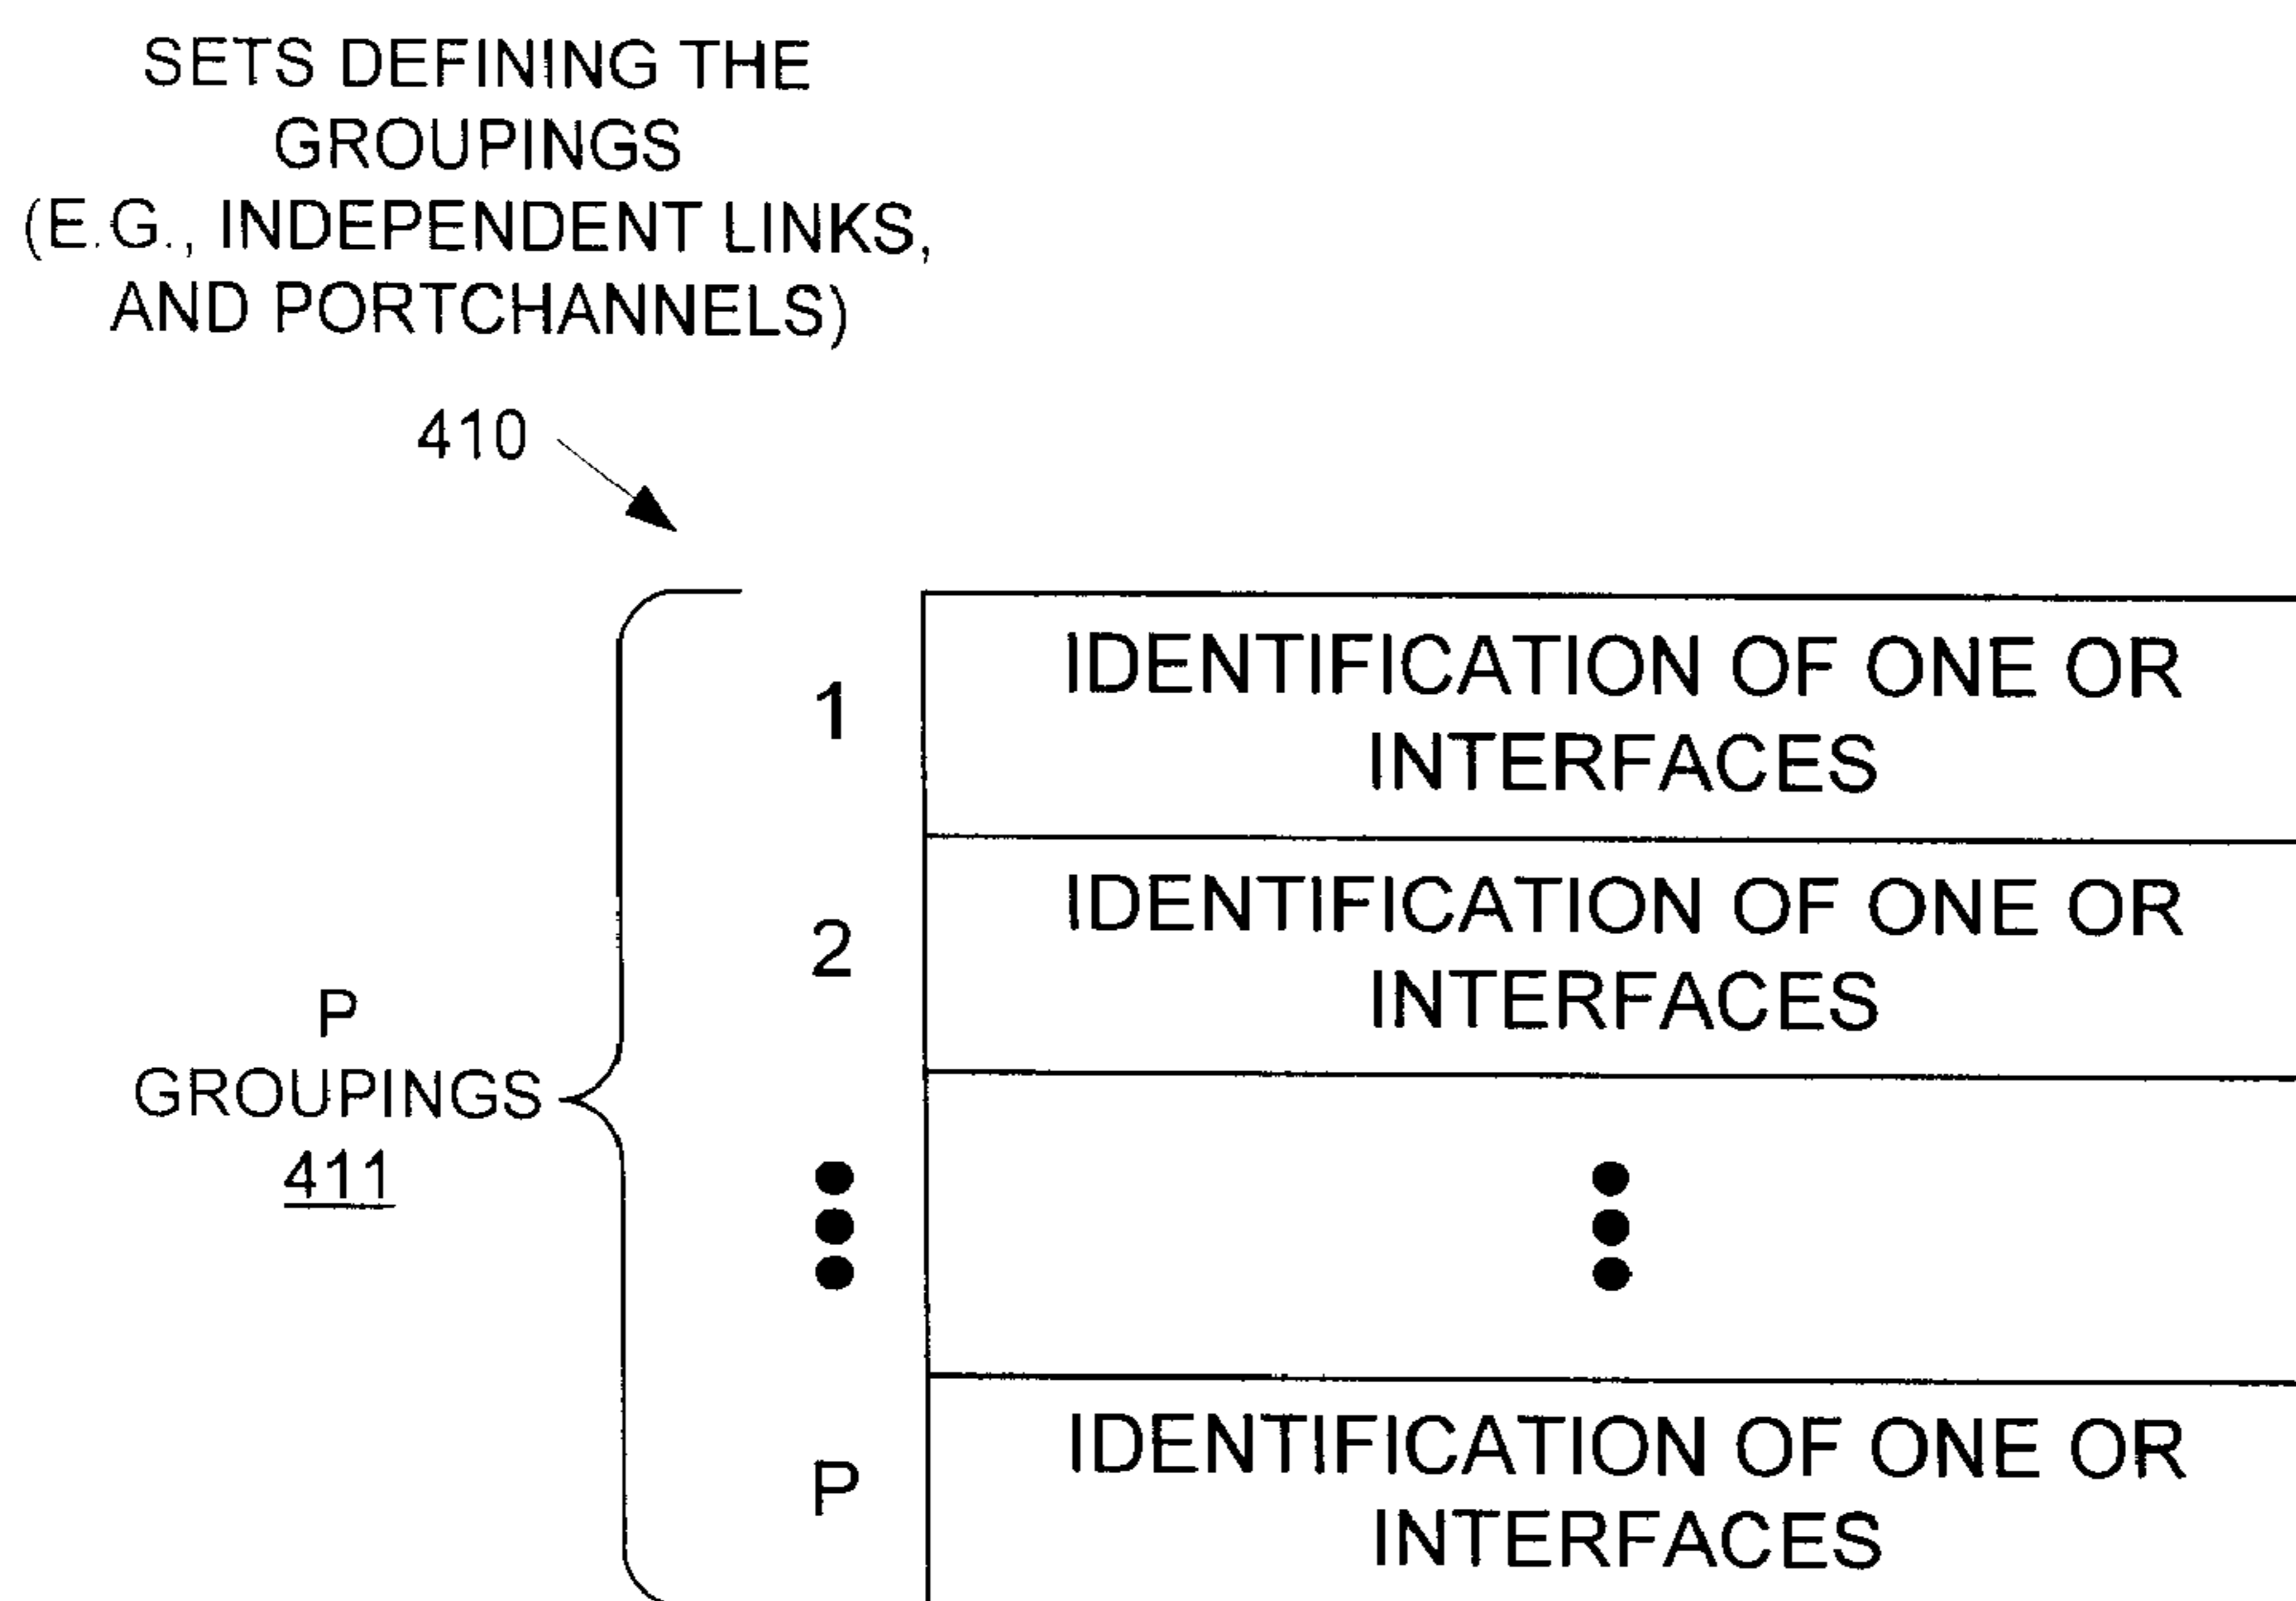 SETS DEFINING THE
GROUPINGS
(E.G., INDEPENDENT LINKS,
AND PORTCHANNELS)
410
1
IDENTIFICATION OF ONE OR
INTERFACES
2
IDENTIFICATION OF ONE OR
INTERFACES
P
GROUPINGS
411
P
IDENTIFICATION OF ONE OR
INTERFACES